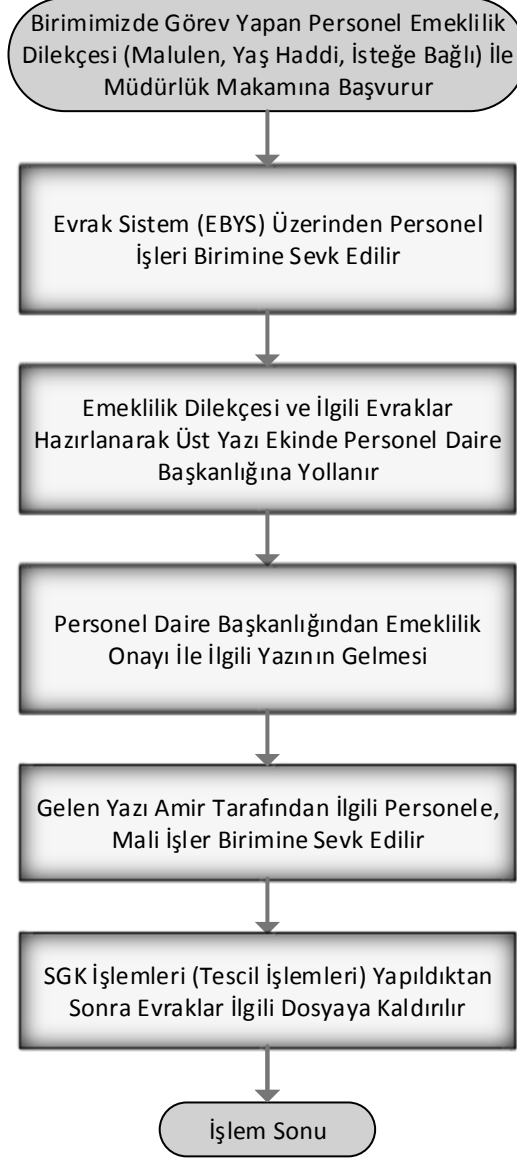 Birimimizde Görev Yapan Personel Emeklilik
Dilekçesi (Malulen, Yaş Haddi, İsteğe Bağlı) İle
Müdürlük Makamına Başvurur
Evrak Sistem (EBYS) Üzerinden Personel
İşleri Birimine Sevk Edilir
Emeklilik Dilekçesi ve İlgili Evraklar
Hazırlanarak Üst Yazı Ekinde Personel Daire
Başkanlığına Yollanır
Personel Daire Başkanlığından Emeklilik
Onayı İle İlgili Yazının Gelmesi
Gelen Yazı Amir Tarafından İlgili Personele,
Mali İşler Birimine Sevk Edilir
SGK İşlemleri (Tescil İşlemleri) Yapıldıktan
Sonra Evraklar İlgili Dosyaya Kaldırılır
İşlem Sonu